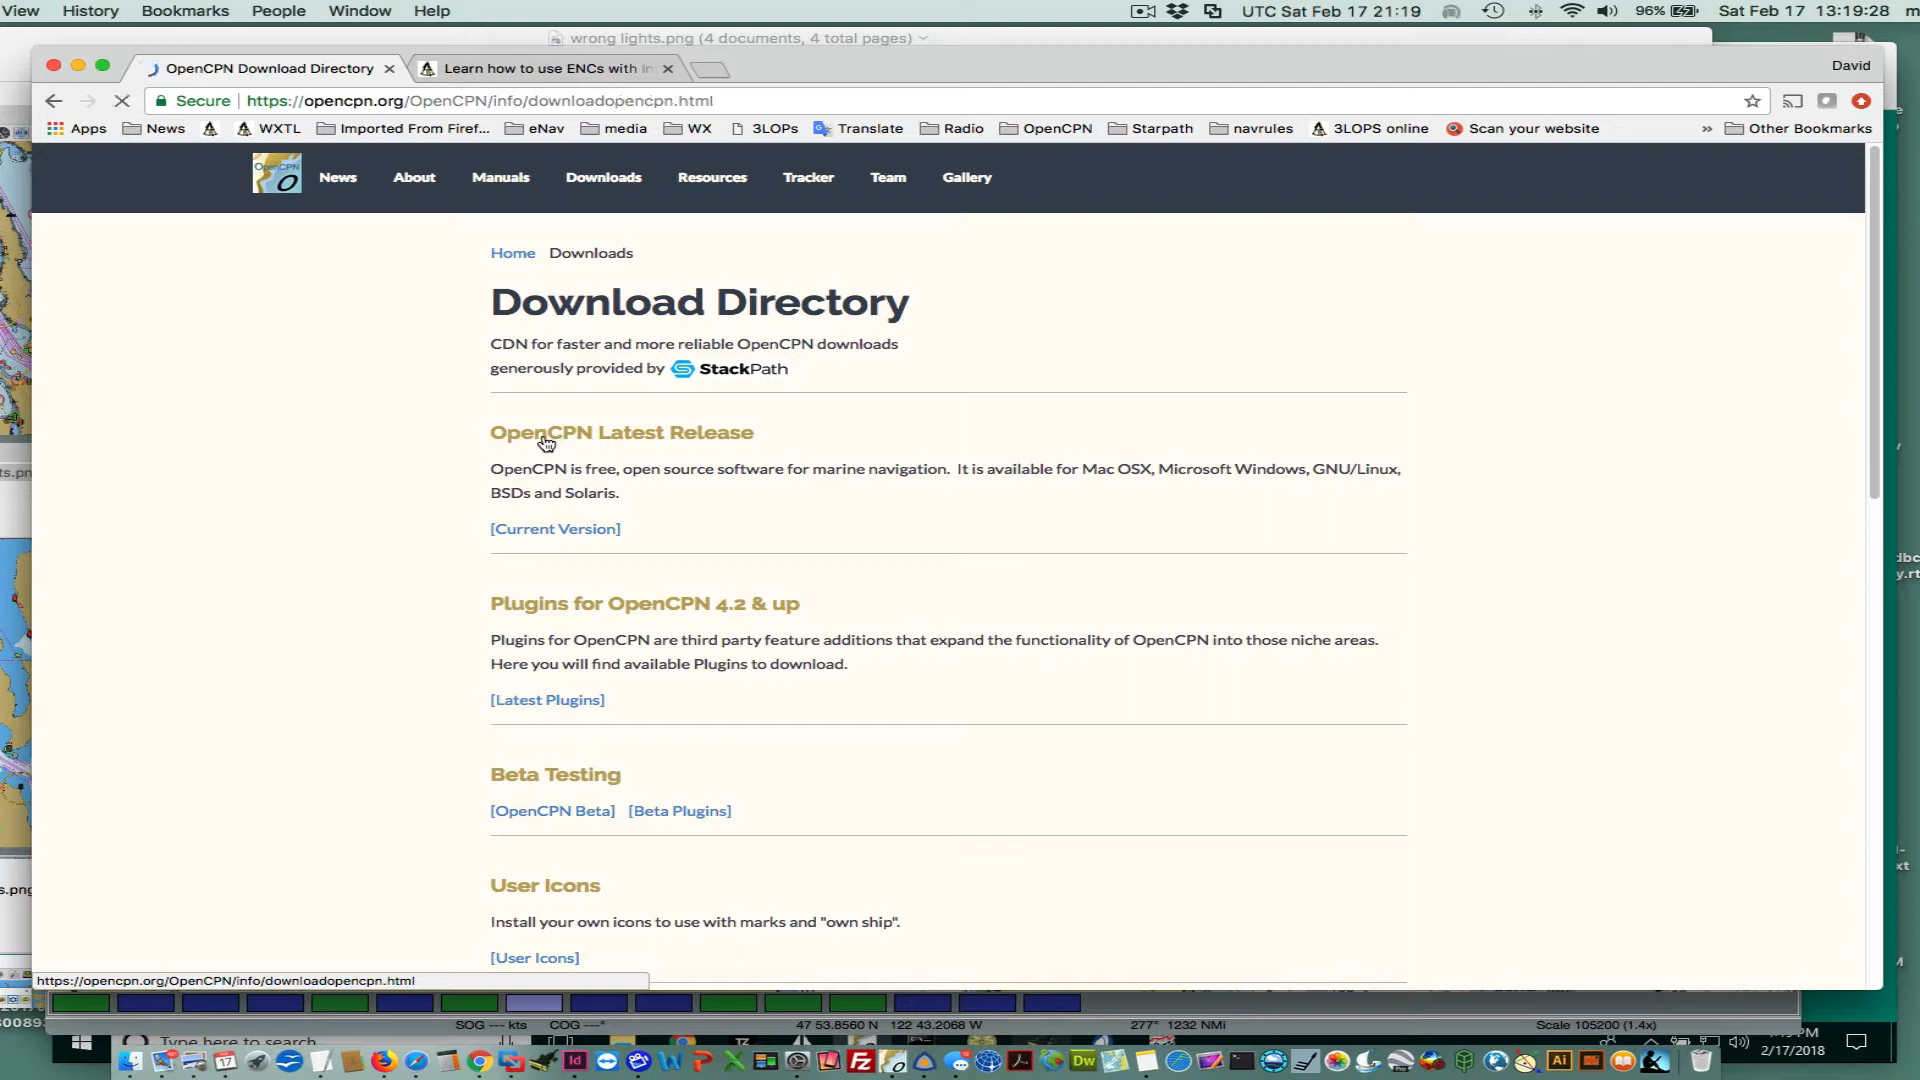 View History Bookmarks People Window Help UTC Sat Feb 17 21:19 96% Sat Feb 17 13:19:28
wrong lights.png (4 documents, 4 total pages)
OpenCPN Download Directory Learn how to use ENCs with In David
Secure https://opencpn.org/OpenCPN/info/downloadopencpn.html
Apps News WXTL Imported From Firef... eNav media WX 3LOPs Translate Radio OpenCPN Starpath navrules 3LOPS online Scan your website » Other Bookmarks
OpenCPN News About Manuals Downloads Resources Tracker Team Gallery
Home Downloads
Download Directory
CDN for faster and more reliable OpenCPN downloads
generously provided by StackPath
OpenCPN Latest Release
OpenCPN is free, open source software for marine navigation. It is available for Mac OSX, Microsoft Windows, GNU/Linux,
BSDs and Solaris.
[Current Version]
Plugins for OpenCPN 4.2 & up
Plugins for OpenCPN are third party feature additions that expand the functionality of OpenCPN into those niche areas.
Here you will find available Plugins to download.
[Latest Plugins]
Beta Testing
[OpenCPN Beta] [Beta Plugins]
User Icons
Install your own icons to use with marks and "own ship".
[User Icons]
https://opencpn.org/OpenCPN/info/downloadopencpn.html
SOG --- kts COG ---° 47 53.8560 N 122 43.2068 W 277° 1232 NMi Scale 105200 (1.4x)
Type here to search
2/17/2018